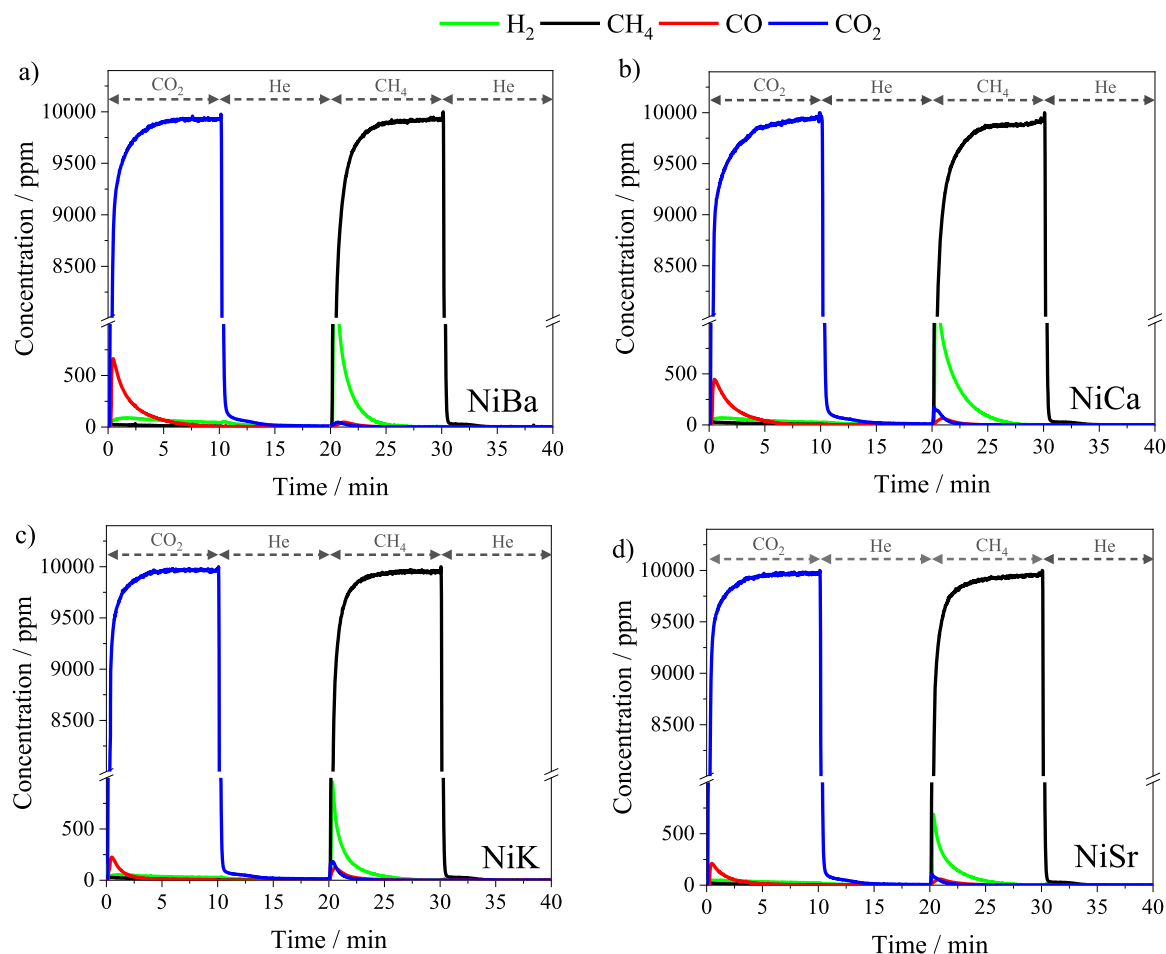 H₂ CH₄ CO CO₂
a)
CO₂ He CH₄ He
10000
9500
9000
8500
500
0
0 5 10 15 20 25 30 35 40
Concentration / ppm
Time / min
NiBa
b)
CO₂ He CH₄ He
10000
9500
9000
8500
500
0
0 5 10 15 20 25 30 35 40
Concentration / ppm
Time / min
NiCa
c)
CO₂ He CH₄ He
10000
9500
9000
8500
500
0
0 5 10 15 20 25 30 35 40
Concentration / ppm
Time / min
NiK
d)
CO₂ He CH₄ He
10000
9500
9000
8500
500
0
0 5 10 15 20 25 30 35 40
Concentration / ppm
Time / min
NiSr